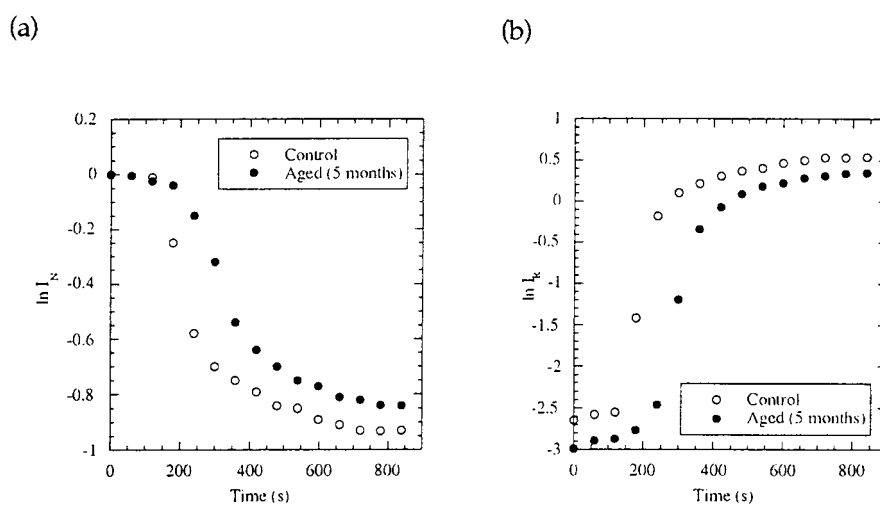 (a)
(b)
0.2
0
-0.2
-0.4
-0.6
-0.8
-1
ln I_N
Control
Aged (5 months)
0 200 400 600 800
Time (s)
1
0.5
0
-0.5
-1
-1.5
-2
-2.5
-3
ln I_R
Control
Aged (5 months)
0 200 400 600 800
Time (s)